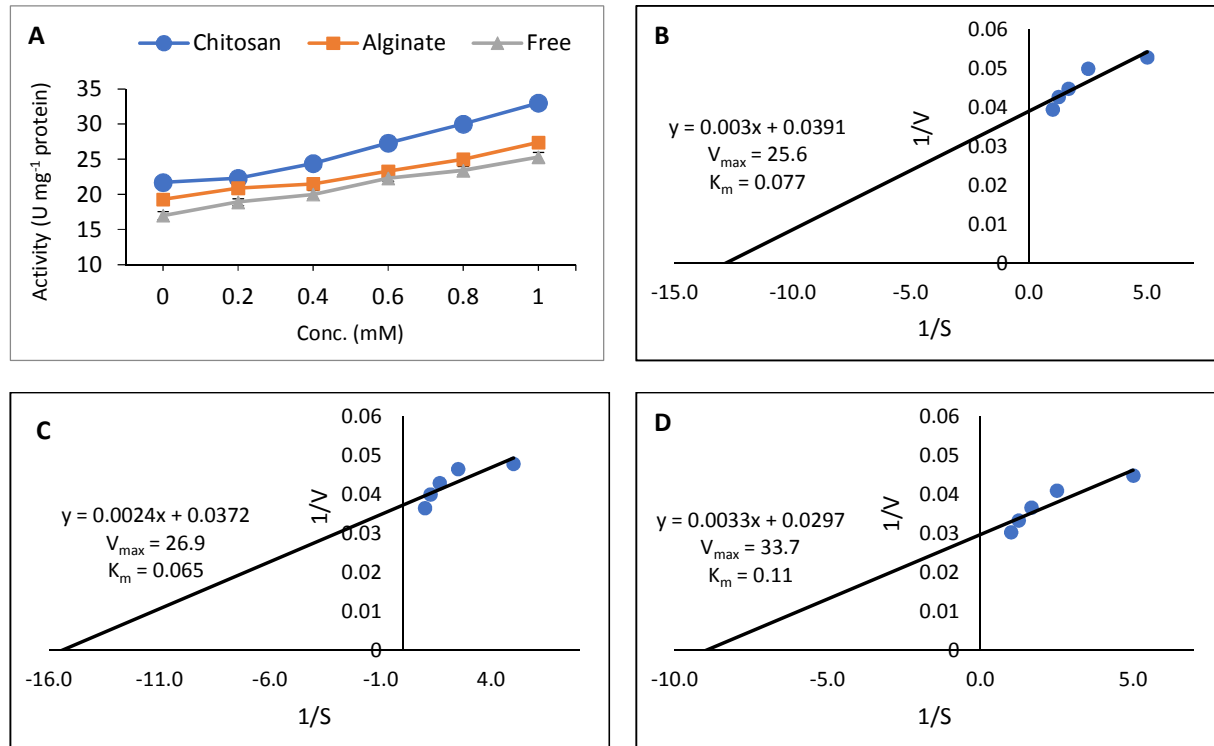 A
Chitosan Alginate Free
35
30
25
20
15
10
Activity (U mg⁻¹ protein)
0 0.2 0.4 0.6 0.8 1
Conc. (mM)
B
0.06
0.05
0.04
0.03
0.02
0.01
0
1/V
y = 0.003x + 0.0391
Vmax = 25.6
Km = 0.077
-15.0 -10.0 -5.0 0.0 5.0
1/S
C
0.06
0.05
0.04
0.03
0.02
0.01
0
1/V
y = 0.0024x + 0.0372
Vmax = 26.9
Km = 0.065
-16.0 -11.0 -6.0 -1.0 4.0
1/S
D
0.06
0.05
0.04
0.03
0.02
0.01
0
1/V
y = 0.0033x + 0.0297
Vmax = 33.7
Km = 0.11
-10.0 -5.0 0.0 5.0
1/S